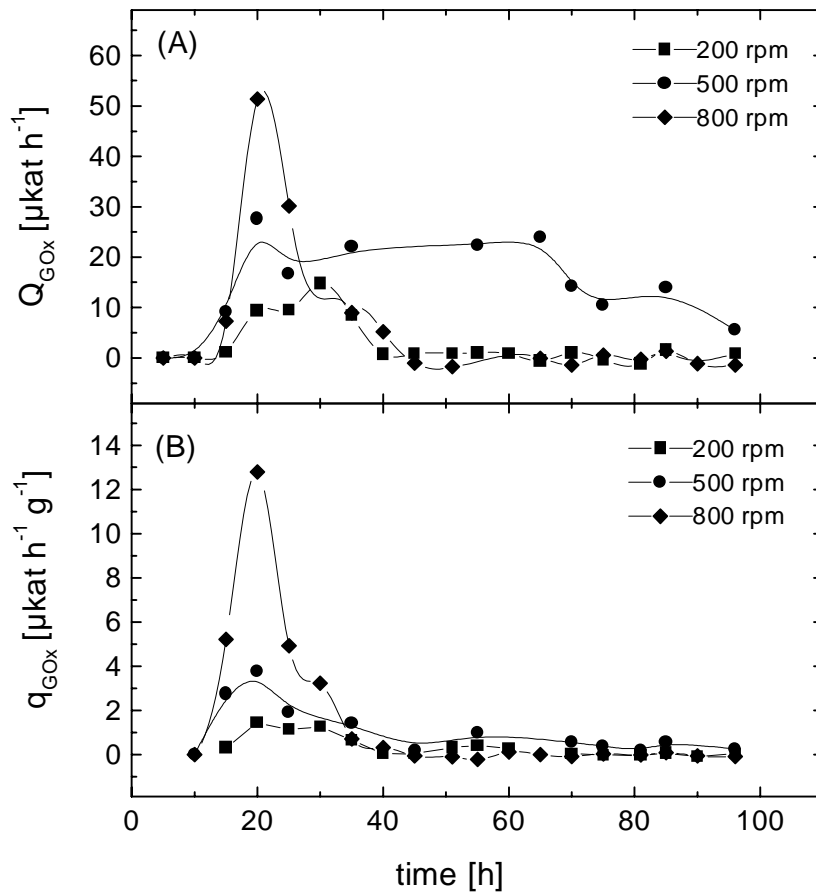 (A)
200 rpm
500 rpm
800 rpm
60
50
40
30
20
10
0
Q_GOx [µkat h⁻¹]
(B)
200 rpm
500 rpm
800 rpm
14
12
10
8
6
4
2
0
q_GOx [µkat h⁻¹ g⁻¹]
0 20 40 60 80 100
time [h]